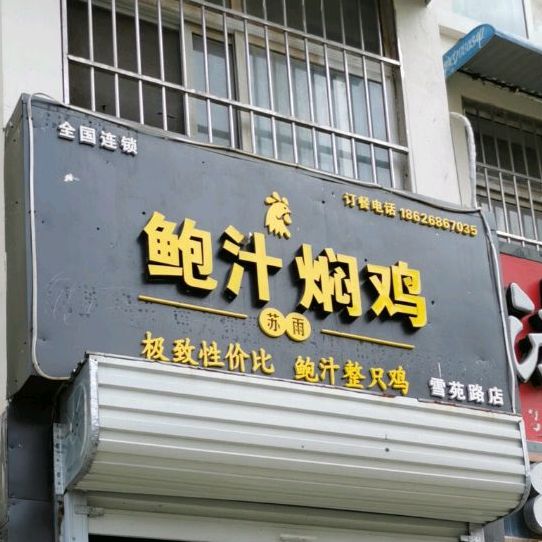 全国连锁
订餐电话 18626867035
鲍汁焖鸡
苏雨
极致性价比 鲍汁整只鸡
雪苑路店